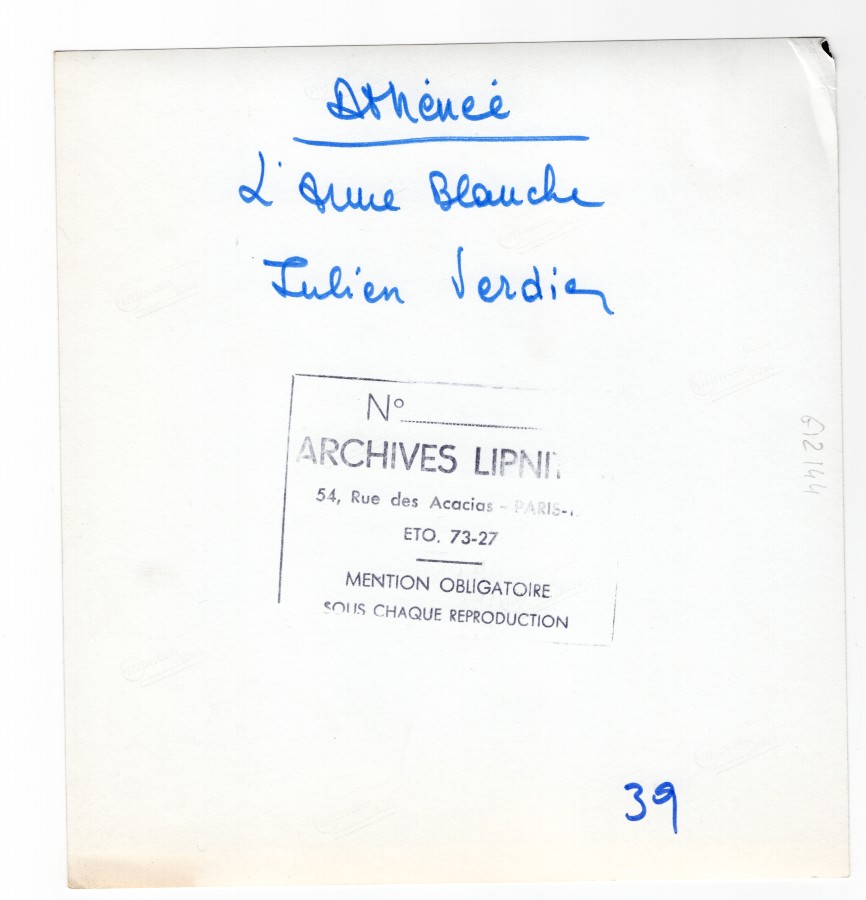 Athénée
L'Arme Blanche
Julien Verdier
N°
ARCHIVES LIPNI
54, Rue des Acacias - PARIS-
ETO. 73-27
MENTION OBLIGATOIRE
SOUS CHAQUE REPRODUCTION
G12144
39